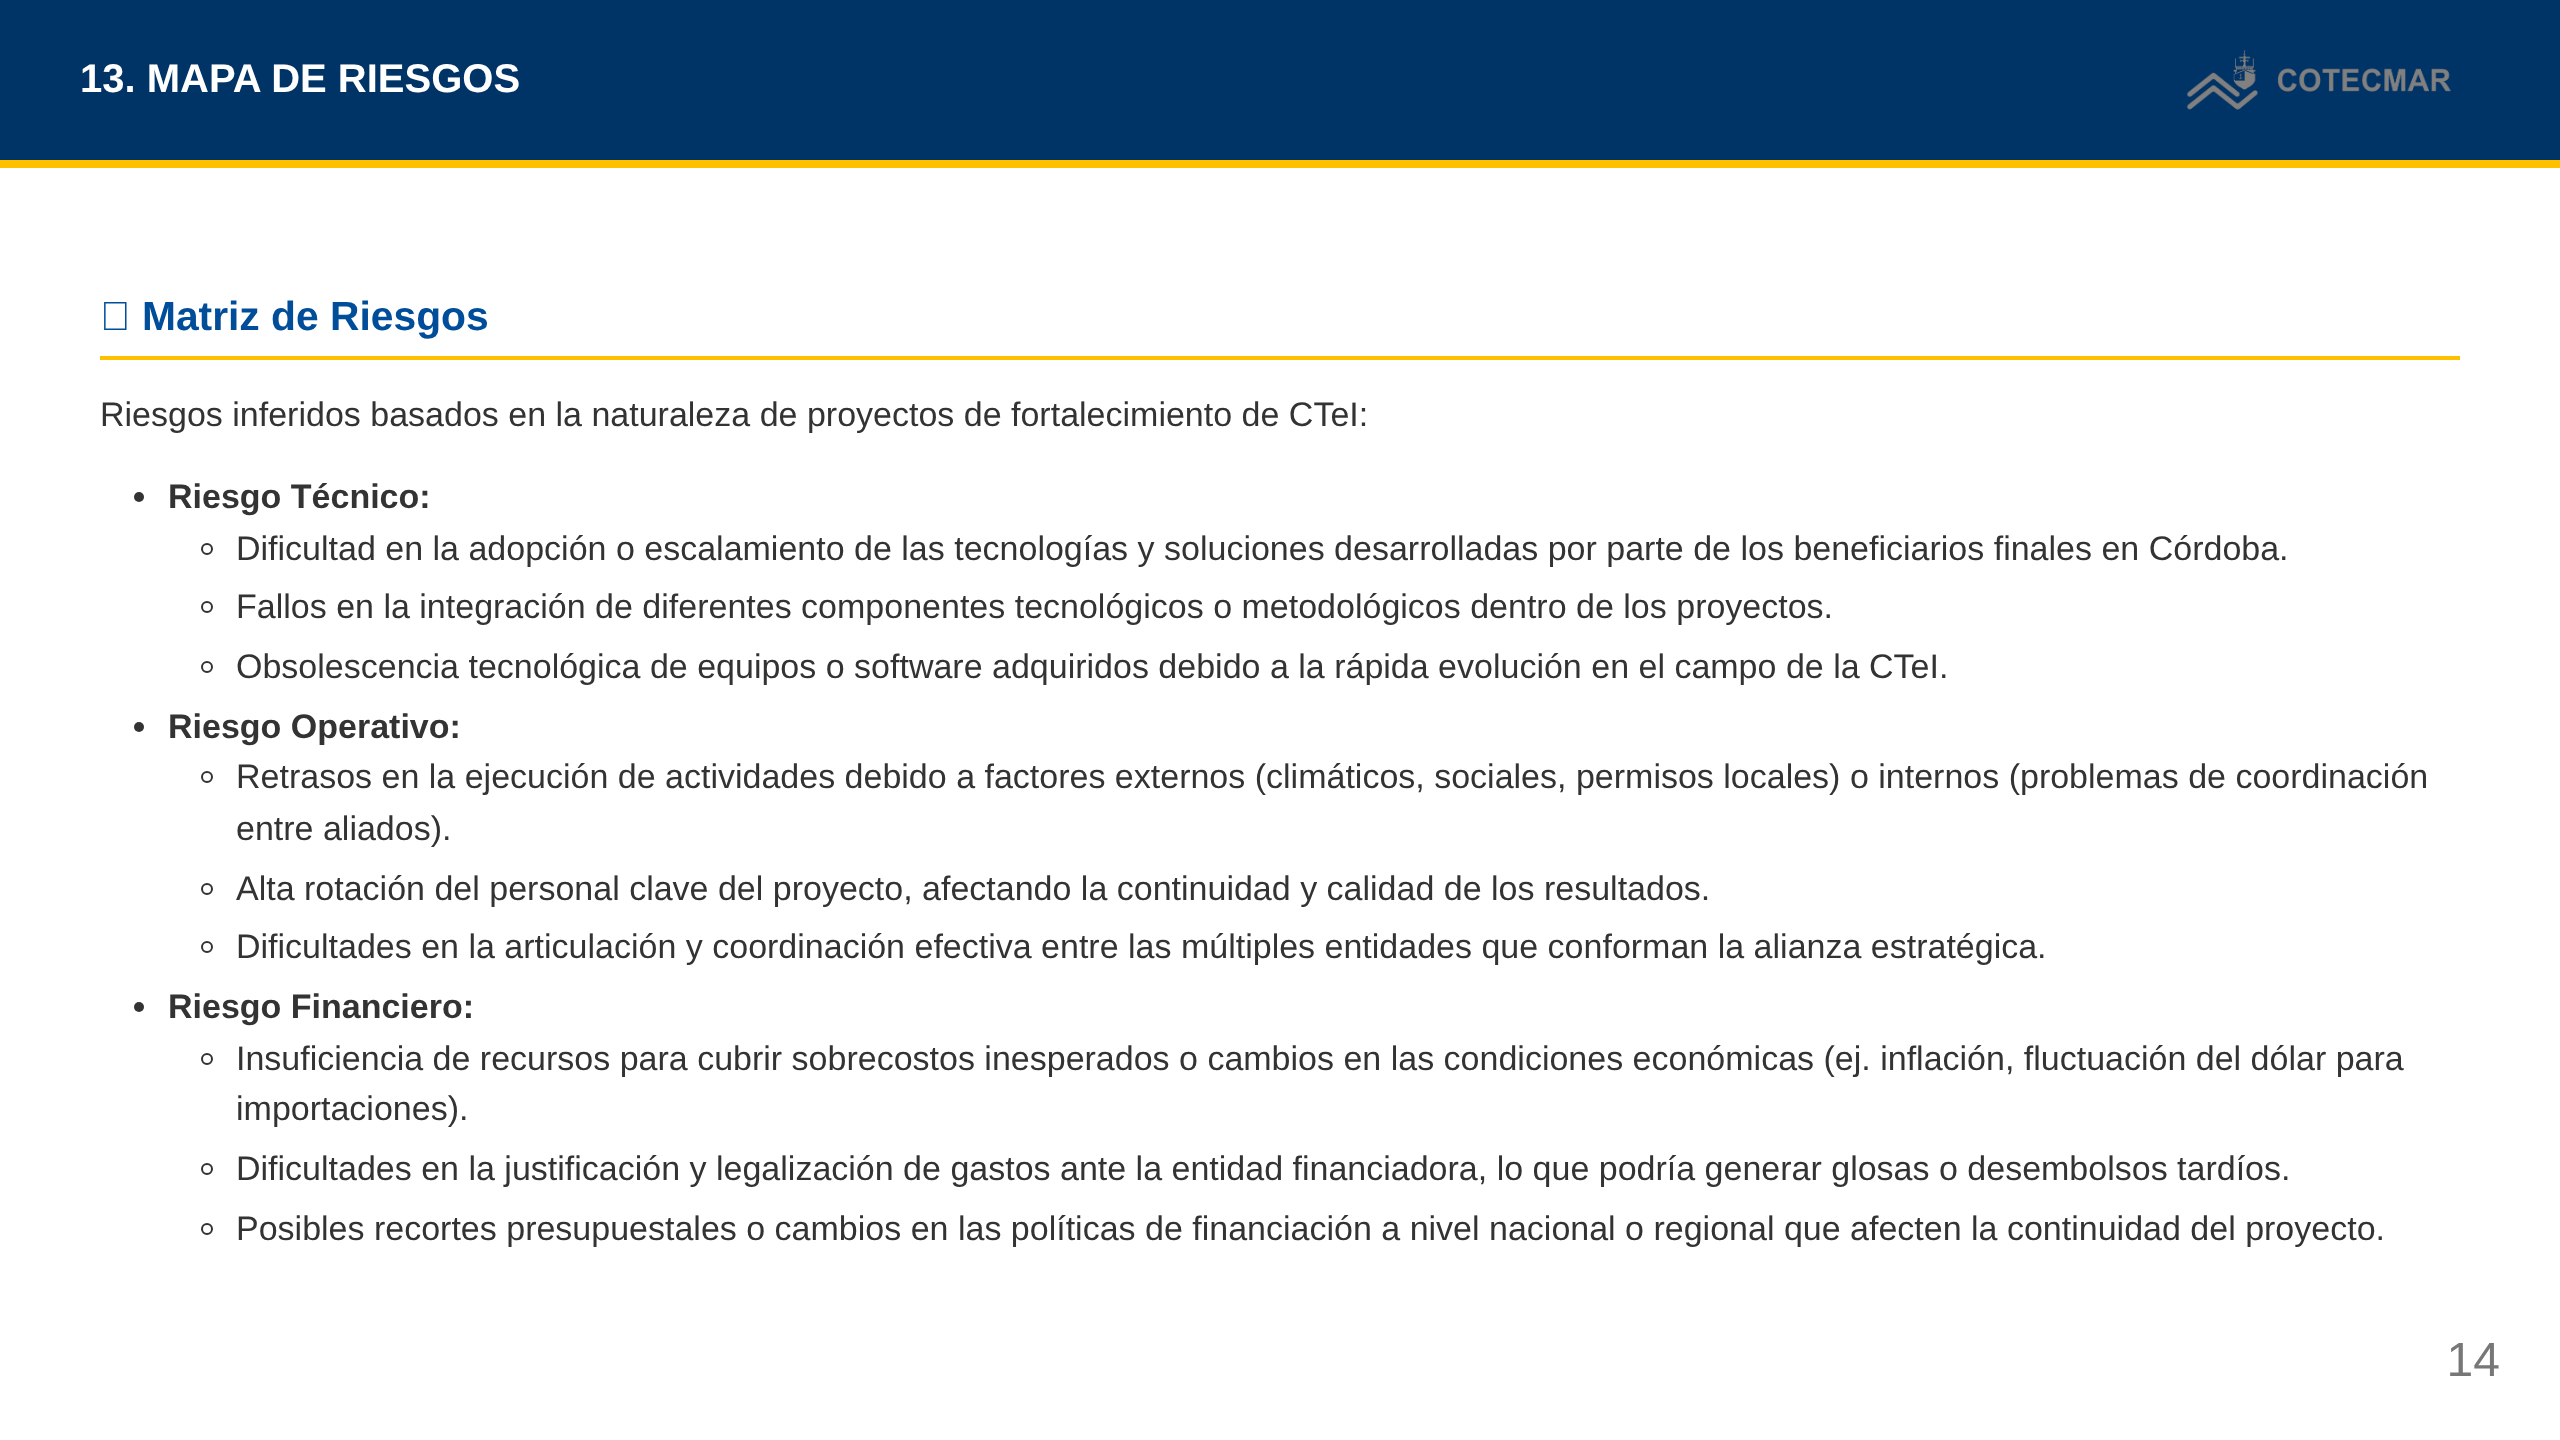 13. MAPA DE RIESGOS
COTECMAR
Matriz de Riesgos
Riesgos inferidos basados en la naturaleza de proyectos de fortalecimiento de CTeI:
• Riesgo Técnico:
◦ Dificultad en la adopción o escalamiento de las tecnologías y soluciones desarrolladas por parte de los beneficiarios finales en Córdoba.
◦ Fallos en la integración de diferentes componentes tecnológicos o metodológicos dentro de los proyectos.
◦ Obsolescencia tecnológica de equipos o software adquiridos debido a la rápida evolución en el campo de la CTeI.
• Riesgo Operativo:
◦ Retrasos en la ejecución de actividades debido a factores externos (climáticos, sociales, permisos locales) o internos (problemas de coordinación
entre aliados).
◦ Alta rotación del personal clave del proyecto, afectando la continuidad y calidad de los resultados.
◦ Dificultades en la articulación y coordinación efectiva entre las múltiples entidades que conforman la alianza estratégica.
• Riesgo Financiero:
◦ Insuficiencia de recursos para cubrir sobrecostos inesperados o cambios en las condiciones económicas (ej. inflación, fluctuación del dólar para
importaciones).
◦ Dificultades en la justificación y legalización de gastos ante la entidad financiadora, lo que podría generar glosas o desembolsos tardíos.
◦ Posibles recortes presupuestales o cambios en las políticas de financiación a nivel nacional o regional que afecten la continuidad del proyecto.
14